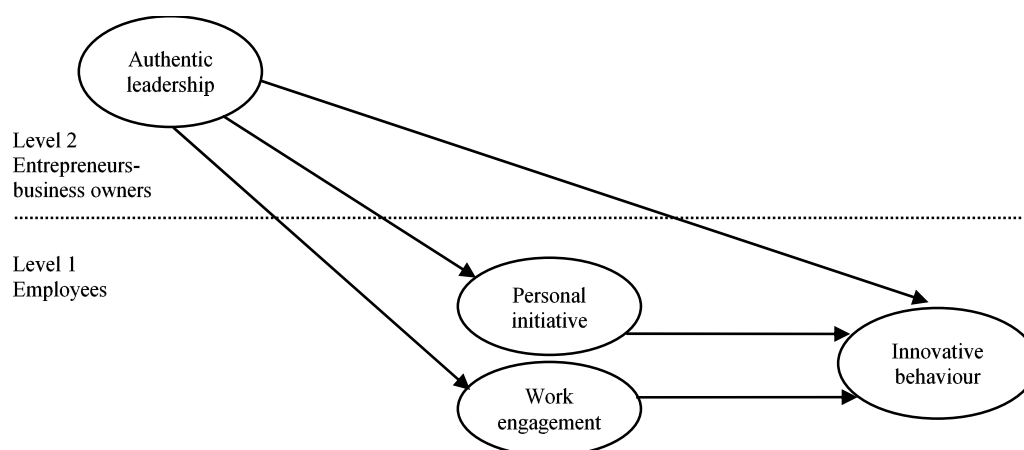 Authentic
leadership
Level 2
Entrepreneurs-
business owners
Level 1
Employees
Personal
initiative
Innovative
behaviour
Work
engagement